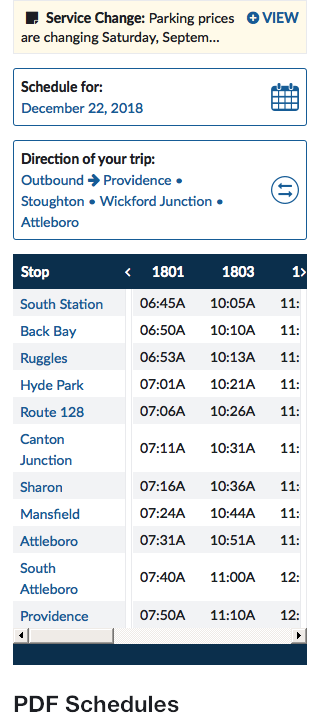 Service Change: Parking prices + VIEW
are changing Saturday, Septem...
Schedule for:
December 22, 2018
Direction of your trip:
Outbound → Providence •
Stoughton • Wickford Junction •
Attleboro
Stop < 1801 1803 1>
South Station 06:45A 10:05A 11:
Back Bay 06:50A 10:10A 11:
Ruggles 06:53A 10:13A 11:
Hyde Park 07:01A 10:21A 11:
Route 128 07:06A 10:26A 11:
Canton
Junction 07:11A 10:31A 11:
Sharon 07:16A 10:36A 11:
Mansfield 07:24A 10:44A 11:
Attleboro 07:31A 10:51A 11:
South
Attleboro 07:40A 11:00A 12:
Providence 07:50A 11:10A 12:
PDF Schedules